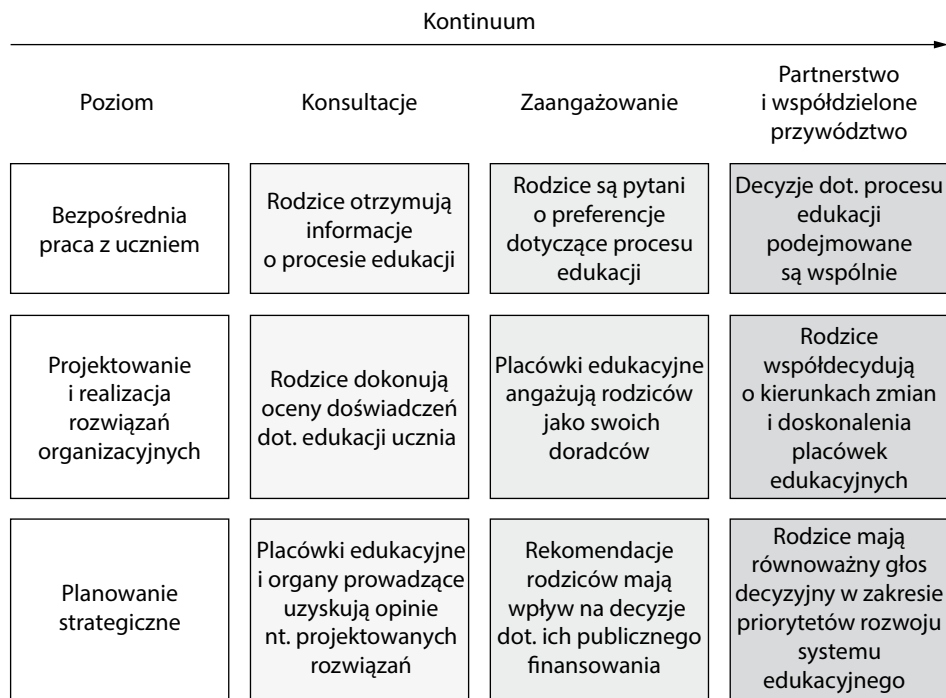 Kontinuum
Poziom
Konsultacje
Zaangażowanie
Partnerstwo
i współdzielone
przywództwo
Bezpośrednia
praca z uczniem
Rodzice otrzymują
informacje
o procesie edukacji
Rodzice są pytani
o preferencje
dotyczące procesu
edukacji
Decyzje dot. procesu
edukacji
podejmowane
są wspólnie
Projektowanie
i realizacja
rozwiązań
organizacyjnych
Rodzice dokonują
oceny doświadczeń
dot. edukacji ucznia
Placówki edukacyjne
angażują rodziców
jako swoich
doradców
Rodzice
współdecydują
o kierunkach zmian
i doskonalenia
placówek
edukacyjnych
Planowanie
strategiczne
Placówki edukacyjne
i organy prowadzące
uzyskują opinie
nt. projektowanych
rozwiązań
Rekomendacje
rodziców mają
wpływ na decyzje
dot. ich publicznego
finansowania
Rodzice mają
równoważny głos
decyzyjny w zakresie
priorytetów rozwoju
systemu
edukacyjnego